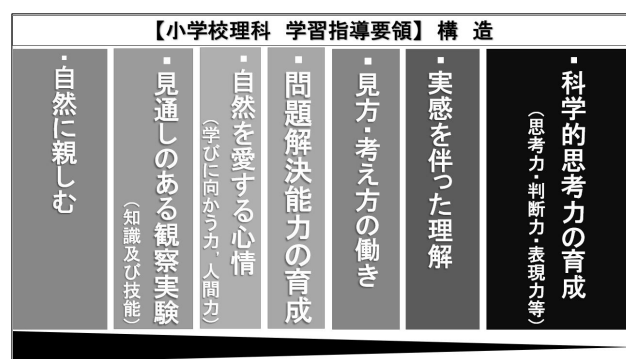 【小学校理科 学習指導要領】構 造
▪自然に親しむ
▪見通しのある観察実験
（知識及び技能）
▪自然を愛する心情
（学びに向かう力，人間力）
▪問題解決能力の育成
▪見方・考え方の働き
▪実感を伴った理解
▪科学的思考力の育成
（思考力・判断力・表現力等）